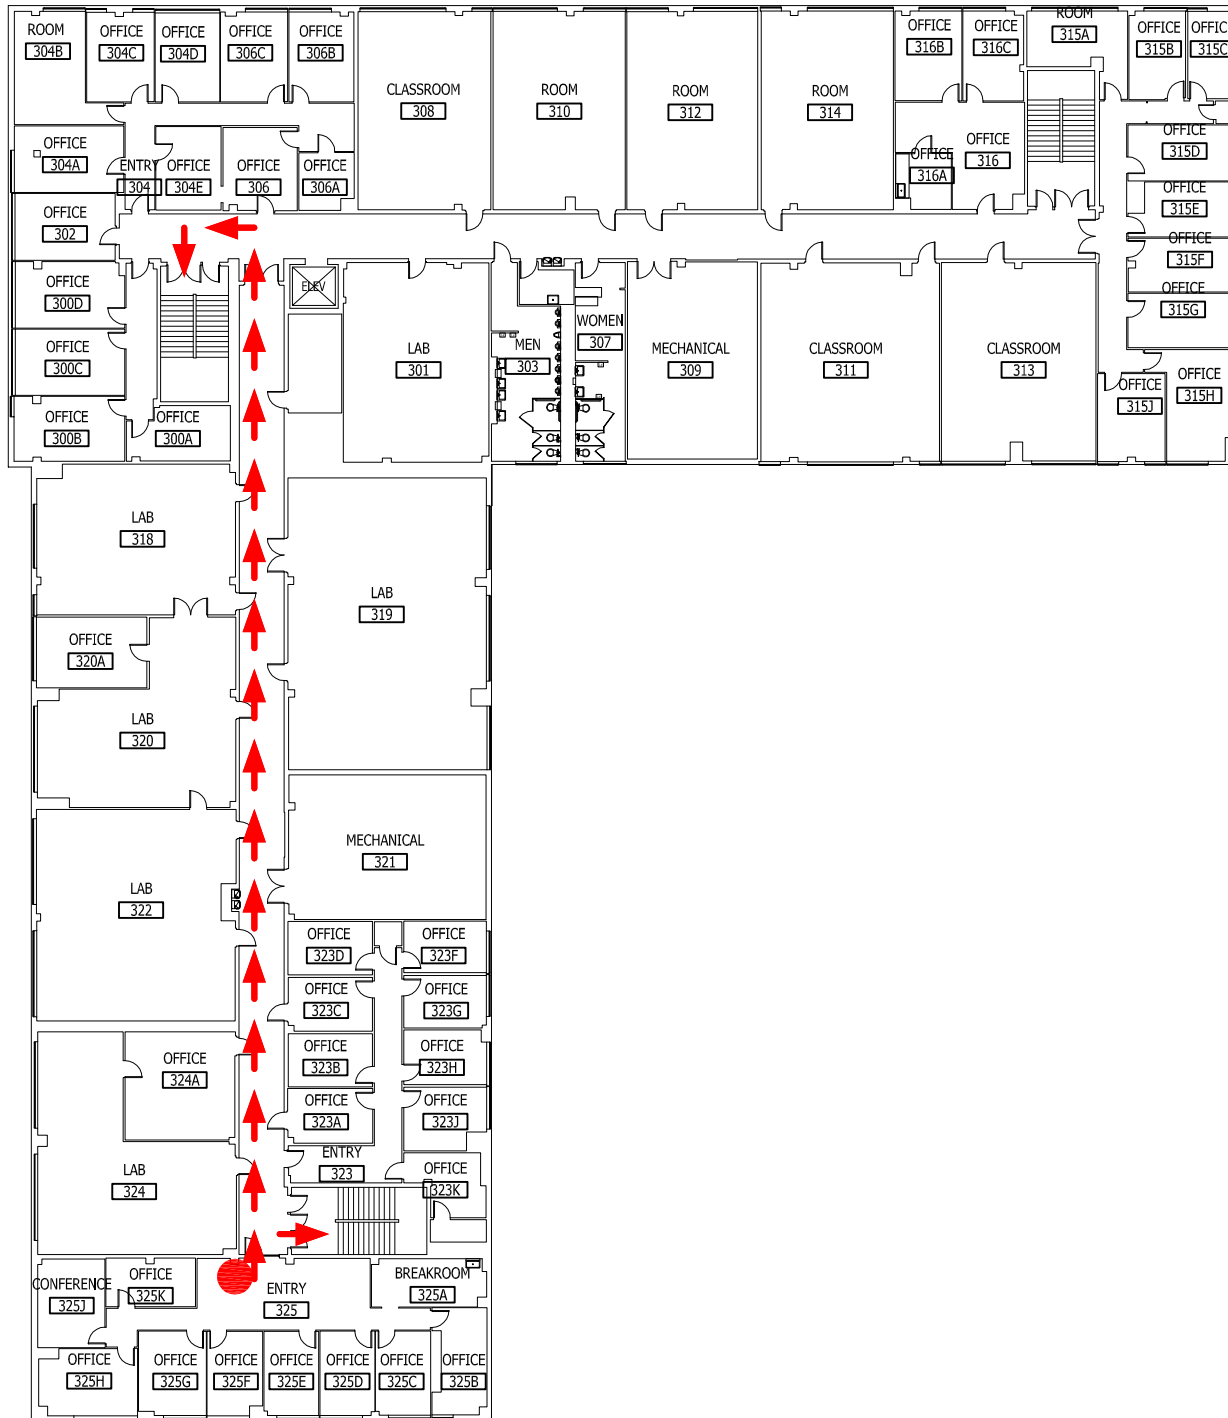 ROOM
304B
OFFICE
304C
OFFICE
304D
OFFICE
306C
OFFICE
306B
CLASSROOM
308
ROOM
310
ROOM
312
ROOM
314
OFFICE
316B
OFFICE
316C
ROOM
315A
OFFICE
315B
OFFIC
315C
OFFICE
304A
ENTRY
304
OFFICE
304E
OFFICE
306
OFFICE
306A
OFFICE
316A
OFFICE
316
OFFICE
315D
OFFICE
302
OFFICE
315E
OFFICE
315F
OFFICE
300D
ELEV
OFFICE
315G
OFFICE
300C
LAB
301
MEN
303
WOMEN
307
MECHANICAL
309
CLASSROOM
311
CLASSROOM
313
OFFICE
315J
OFFICE
315H
OFFICE
300B
OFFICE
300A
LAB
318
LAB
319
OFFICE
320A
LAB
320
MECHANICAL
321
LAB
322
OFFICE
323D
OFFICE
323F
OFFICE
323C
OFFICE
323G
OFFICE
324A
OFFICE
323B
OFFICE
323H
OFFICE
323A
OFFICE
323J
LAB
324
ENTRY
323
OFFICE
323K
CONFERENCE
325J
OFFICE
325K
ENTRY
325
BREAKROOM
325A
OFFICE
325H
OFFICE
325G
OFFICE
325F
OFFICE
325E
OFFICE
325D
OFFICE
325C
OFFICE
325B